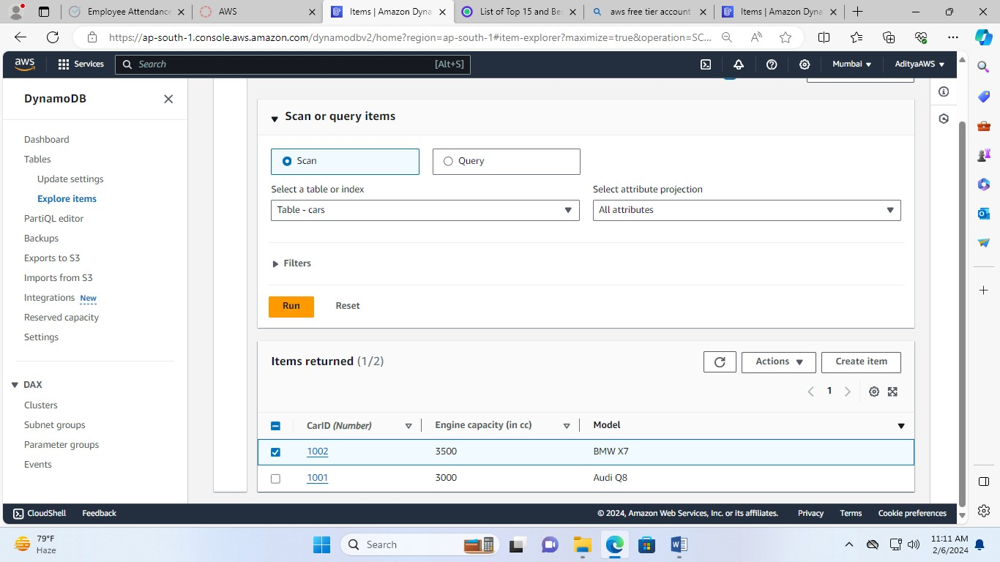 Employee Attendance
AWS
Items | Amazon Dyna
List of Top 15 and Be
aws free tier account
Items | Amazon Dyna
https://ap-south-1.console.aws.amazon.com/dynamodbv2/home?region=ap-south-1#item-explorer?maximize=true&operation=SC...
aws
Services
Search
[Alt+S]
Mumbai
AdityaAWS
DynamoDB
Dashboard
Tables
Update settings
Explore items
PartiQL editor
Backups
Exports to S3
Imports from S3
Integrations New
Reserved capacity
Settings
DAX
Clusters
Subnet groups
Parameter groups
Events
Scan or query items
Scan
Query
Select a table or index
Select attribute projection
Table - cars
All attributes
Filters
Run
Reset
Items returned (1/2)
Actions
Create item
1
CarID (Number)
Engine capacity (in cc)
Model
1002
3500
BMW X7
1001
3000
Audi Q8
CloudShell
Feedback
© 2024, Amazon Web Services, Inc. or its affiliates.
Privacy
Terms
Cookie preferences
79°F
Haze
Search
11:11 AM
2/6/2024